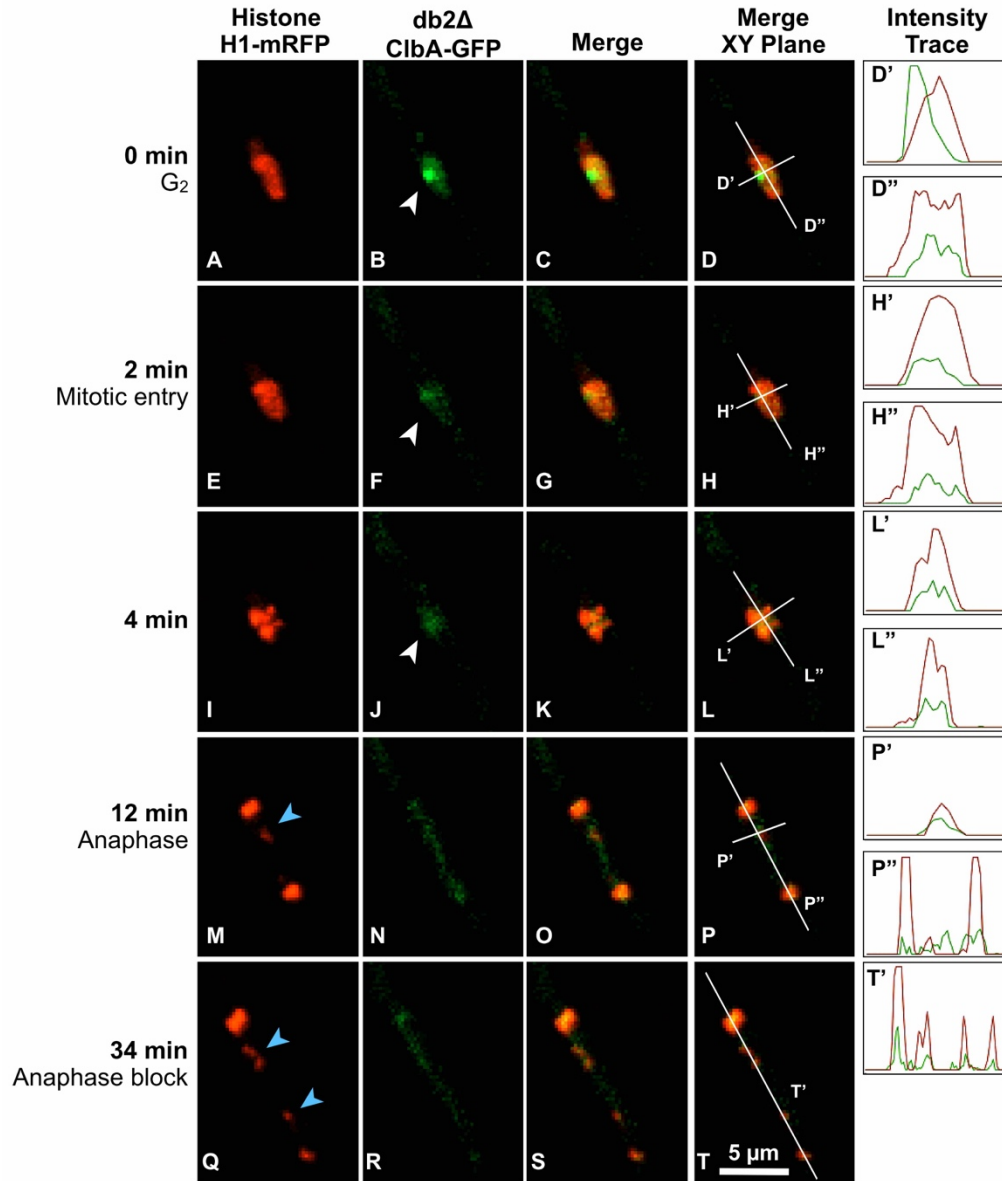 Histone
H1-mRFP
db2Δ
ClbA-GFP
Merge
Merge
XY Plane
Intensity
Trace
0 min
G₂
A
B
C
D' D"
D
D'
D"
2 min
Mitotic entry
E
F
G
H' H"
H
H'
H"
4 min
I
J
K
L' L"
L
L'
L"
12 min
Anaphase
M
N
O
P' P"
P
P'
P"
34 min
Anaphase block
Q
R
S
T'
T
5 µm
T'